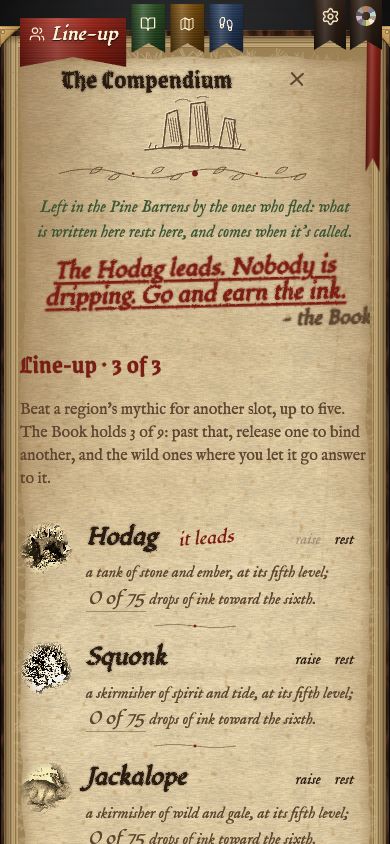 Line-up
The Compendium
Left in the Pine Barrens by the ones who fled: what
is written here rests here, and comes when it's called.
The Hodag leads. Nobody is
dripping. Go and earn the ink.
- the Book
Line-up · 3 of 3
Beat a region's mythic for another slot, up to five.
The Book holds 3 of 9: past that, release one to bind
another, and the wild ones where you let it go answer
to it.
Hodag it leads raise rest
a tank of stone and ember, at its fifth level;
0 of 75 drops of ink toward the sixth.
Squonk raise rest
a skirmisher of spirit and tide, at its fifth level;
0 of 75 drops of ink toward the sixth.
Jackalope raise rest
a skirmisher of wild and gale, at its fifth level;
0 of 75 drops of ink toward the sixth.